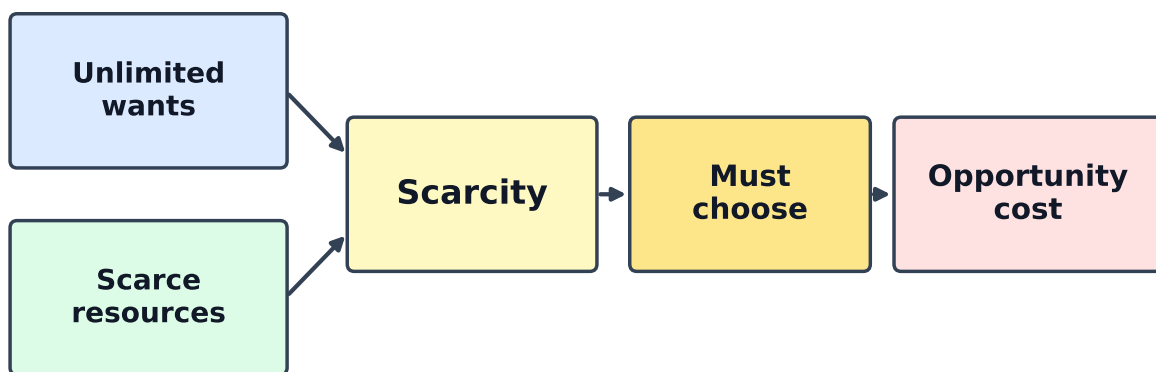 Unlimited
wants
Scarce
resources
Scarcity
Must
choose
Opportunity
cost